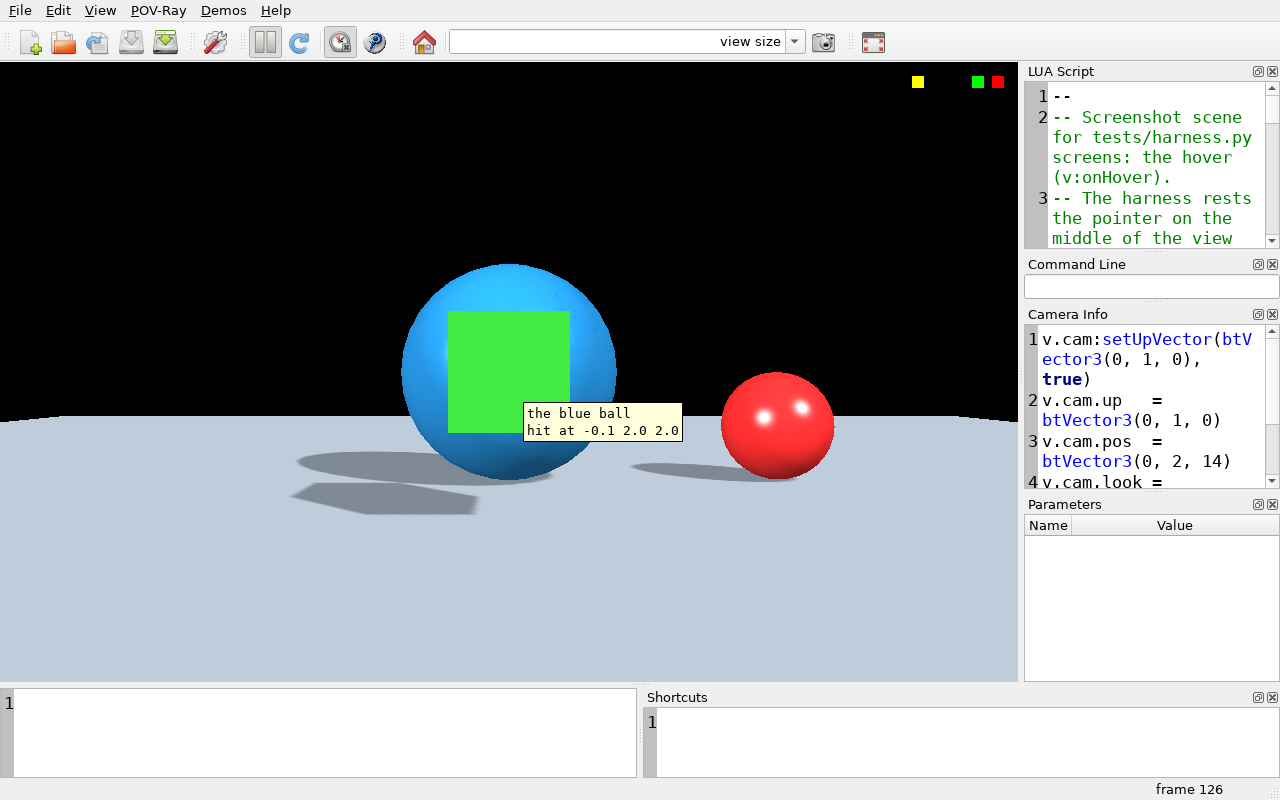 File Edit View POV-Ray Demos Help
view size
LUA Script
1 --
2 -- Screenshot scene
for tests/harness.py
screens: the hover
(v:onHover).
3 -- The harness rests
the pointer on the
middle of the view
the blue ball
hit at -0.1 2.0 2.0
Command Line
Camera Info
1 v.cam:setUpVector(btV
ector3(0, 1, 0),
true)
2 v.cam.up   =
btVector3(0, 1, 0)
3 v.cam.pos  =
btVector3(0, 2, 14)
4 v.cam.look =
Parameters
Name Value
1
Shortcuts
1
frame 126